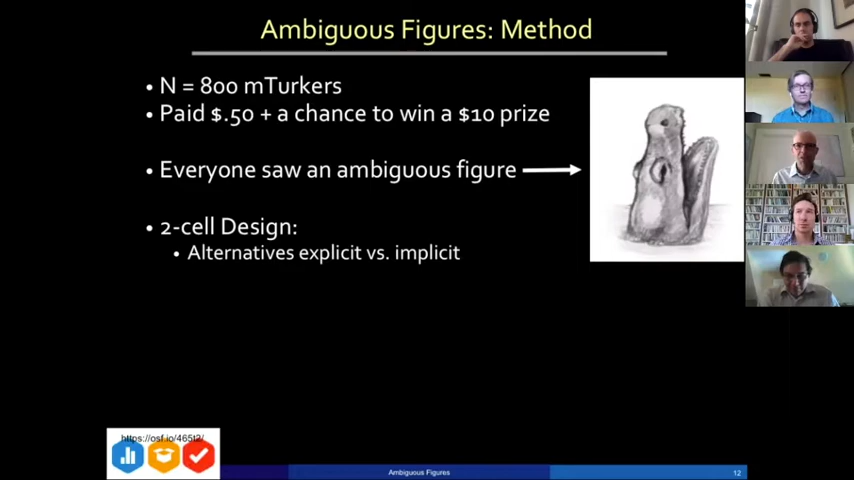 Ambiguous Figures: Method
• N = 800 mTurkers
• Paid $.50 + a chance to win a $10 prize
• Everyone saw an ambiguous figure
• 2-cell Design:
• Alternatives explicit vs. implicit
https://osf.io/465t2/
Ambiguous Figures
12